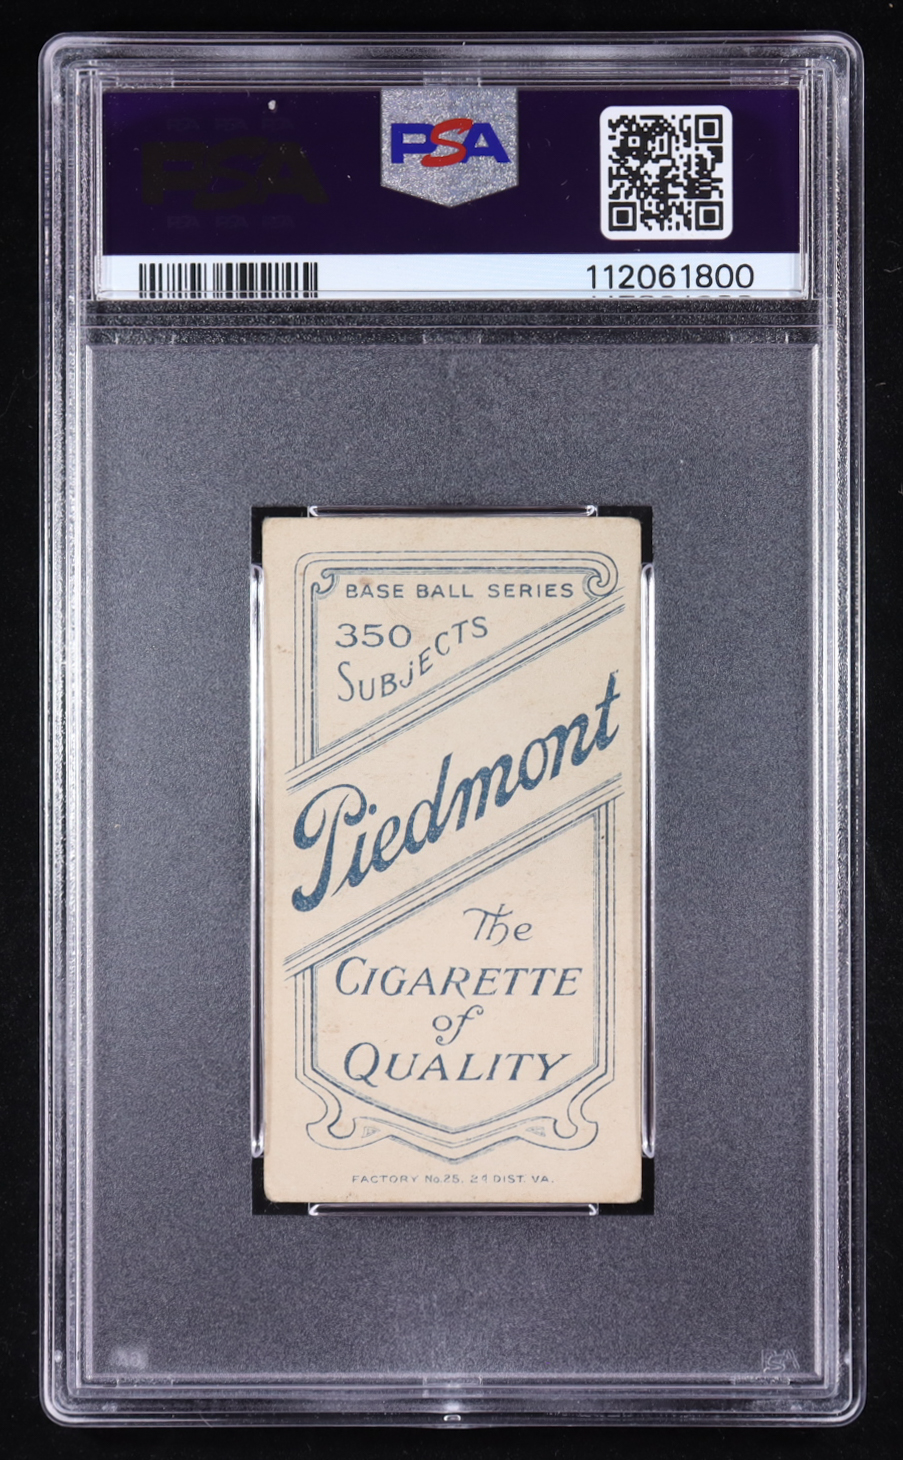 PSA
112061800
BASE BALL SERIES
350
SUBJECTS
Piedmont
The
CIGARETTE
of
QUALITY
FACTORY No. 25. 2d DIST. VA.